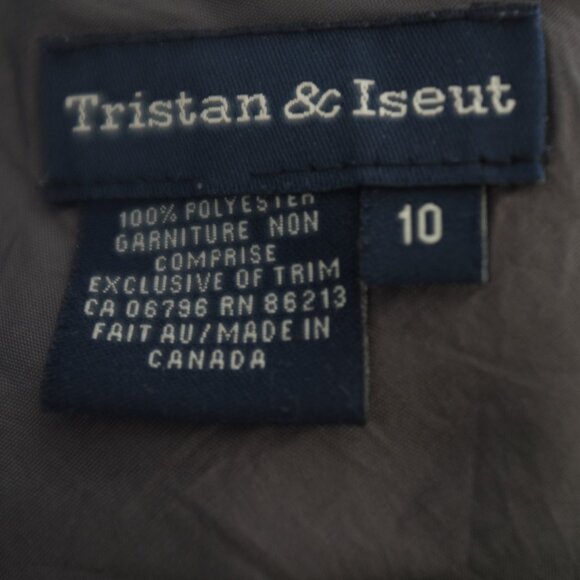 Tristan & Iseut
10
100% POLYESTER
GARNITURE NON
COMPRISE
EXCLUSIVE OF TRIM
CA 06796 RN 86213
FAIT AU/MADE IN
CANADA